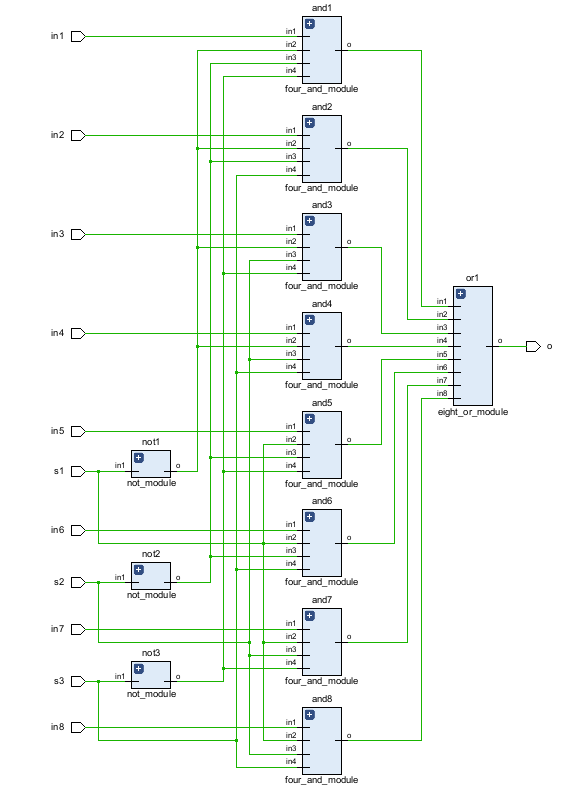 and1
in1
in1
in2
o
in3
in4
four_and_module
and2
in2
in1
in2
o
in3
in4
four_and_module
and3
in3
in1
in2
o
in3
in4
four_and_module
or1
in1
in2
in3
in4
in5
in6
in7
in8
o
o
eight_or_module
and4
in4
in1
in2
o
in3
in4
four_and_module
and5
in5
in1
in2
o
in3
in4
four_and_module
not1
s1
in1
o
not_module
and6
in6
in1
in2
o
in3
in4
four_and_module
not2
s2
in1
o
not_module
and7
in7
in1
in2
o
in3
in4
four_and_module
not3
s3
in1
o
not_module
and8
in8
in1
in2
o
in3
in4
four_and_module